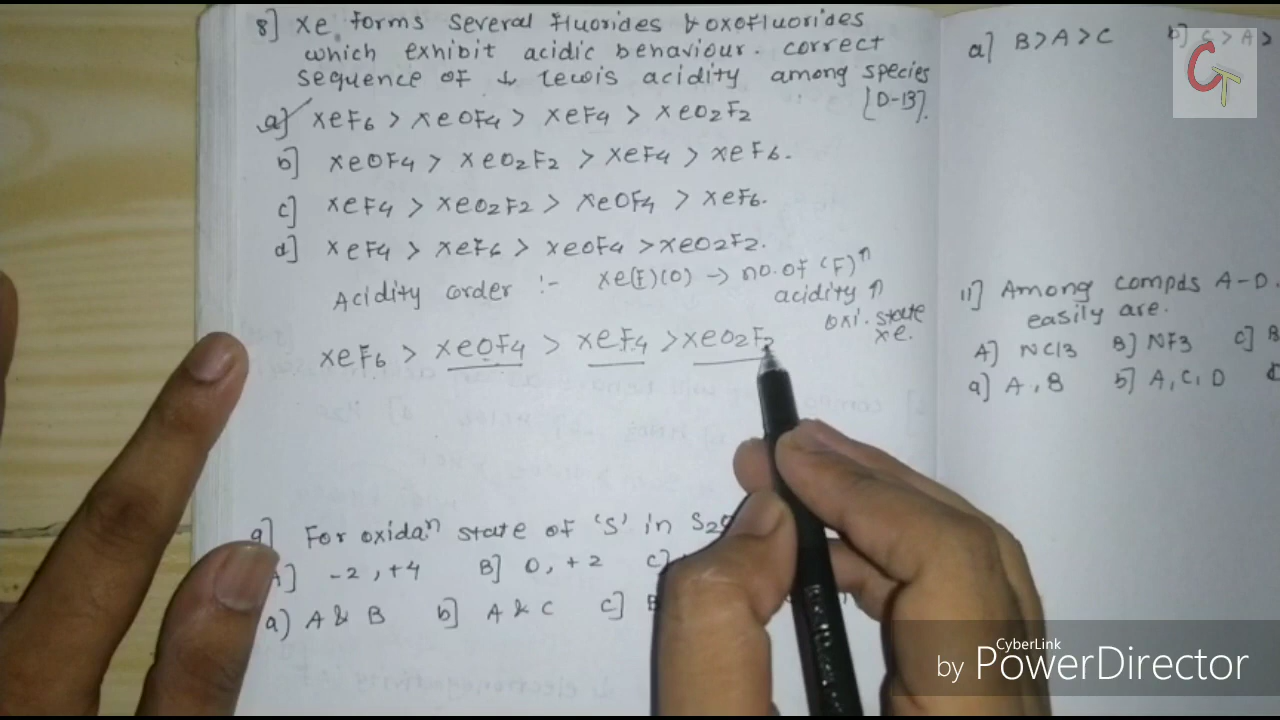 8] Xe forms several fluorides & oxofluorides
which exhibit acidic behaviour. correct
sequence of ↓ lewis acidity among species
[D-13].
a] XeF6 > XeOF4 > XeF4 > XeO2F2
b] XeOF4 > XeO2F2 > XeF4 > XeF6.
c] XeF4 > XeO2F2 > XeOF4 > XeF6.
d] XeF4 > XeF6 > XeOF4 > XeO2F2.
Acidity order :- Xe(F)(O) → no. of (F)↑
acidity ↑
oxi. state
Xe.
XeF6 > XeOF4 > XeF4 > XeO2F2
9] For oxidaⁿ state of 'S' in
A] -2, +4 B] 0, +2 C]
a) A & B b] A & C c]
a] B > A > C b] C > A >
CT
11] Among compds A-D.
easily are.
A] NCl3 B] NF3 C]
a] A, B b] A, C, D
CyberLink
by PowerDirector